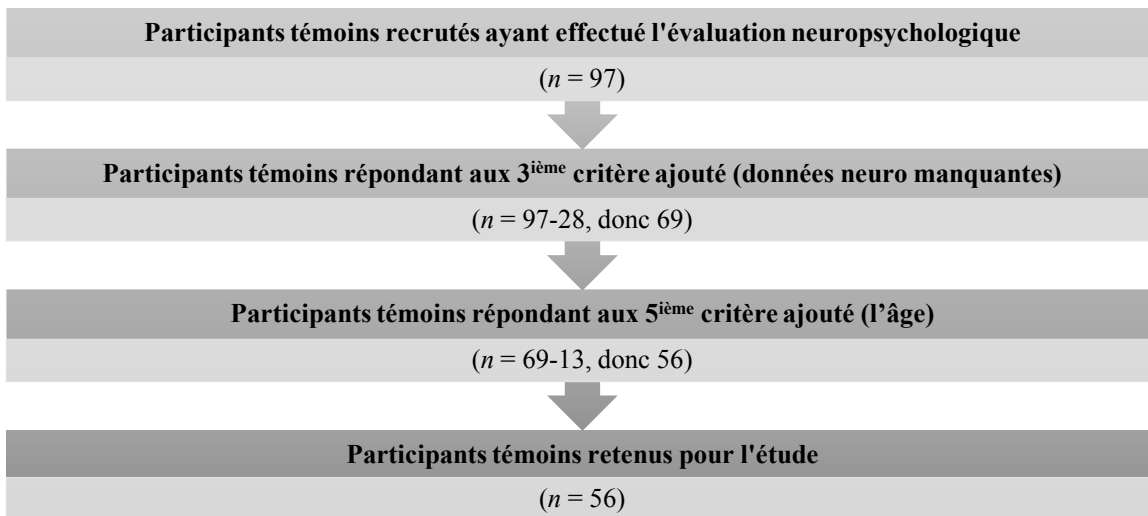 Participants témoins recrutés ayant effectué l'évaluation neuropsychologique
(n = 97)
Participants témoins répondant aux 3ième critère ajouté (données neuro manquantes)
(n = 97-28, donc 69)
Participants témoins répondant aux 5ième critère ajouté (l’âge)
(n = 69-13, donc 56)
Participants témoins retenus pour l'étude
(n = 56)